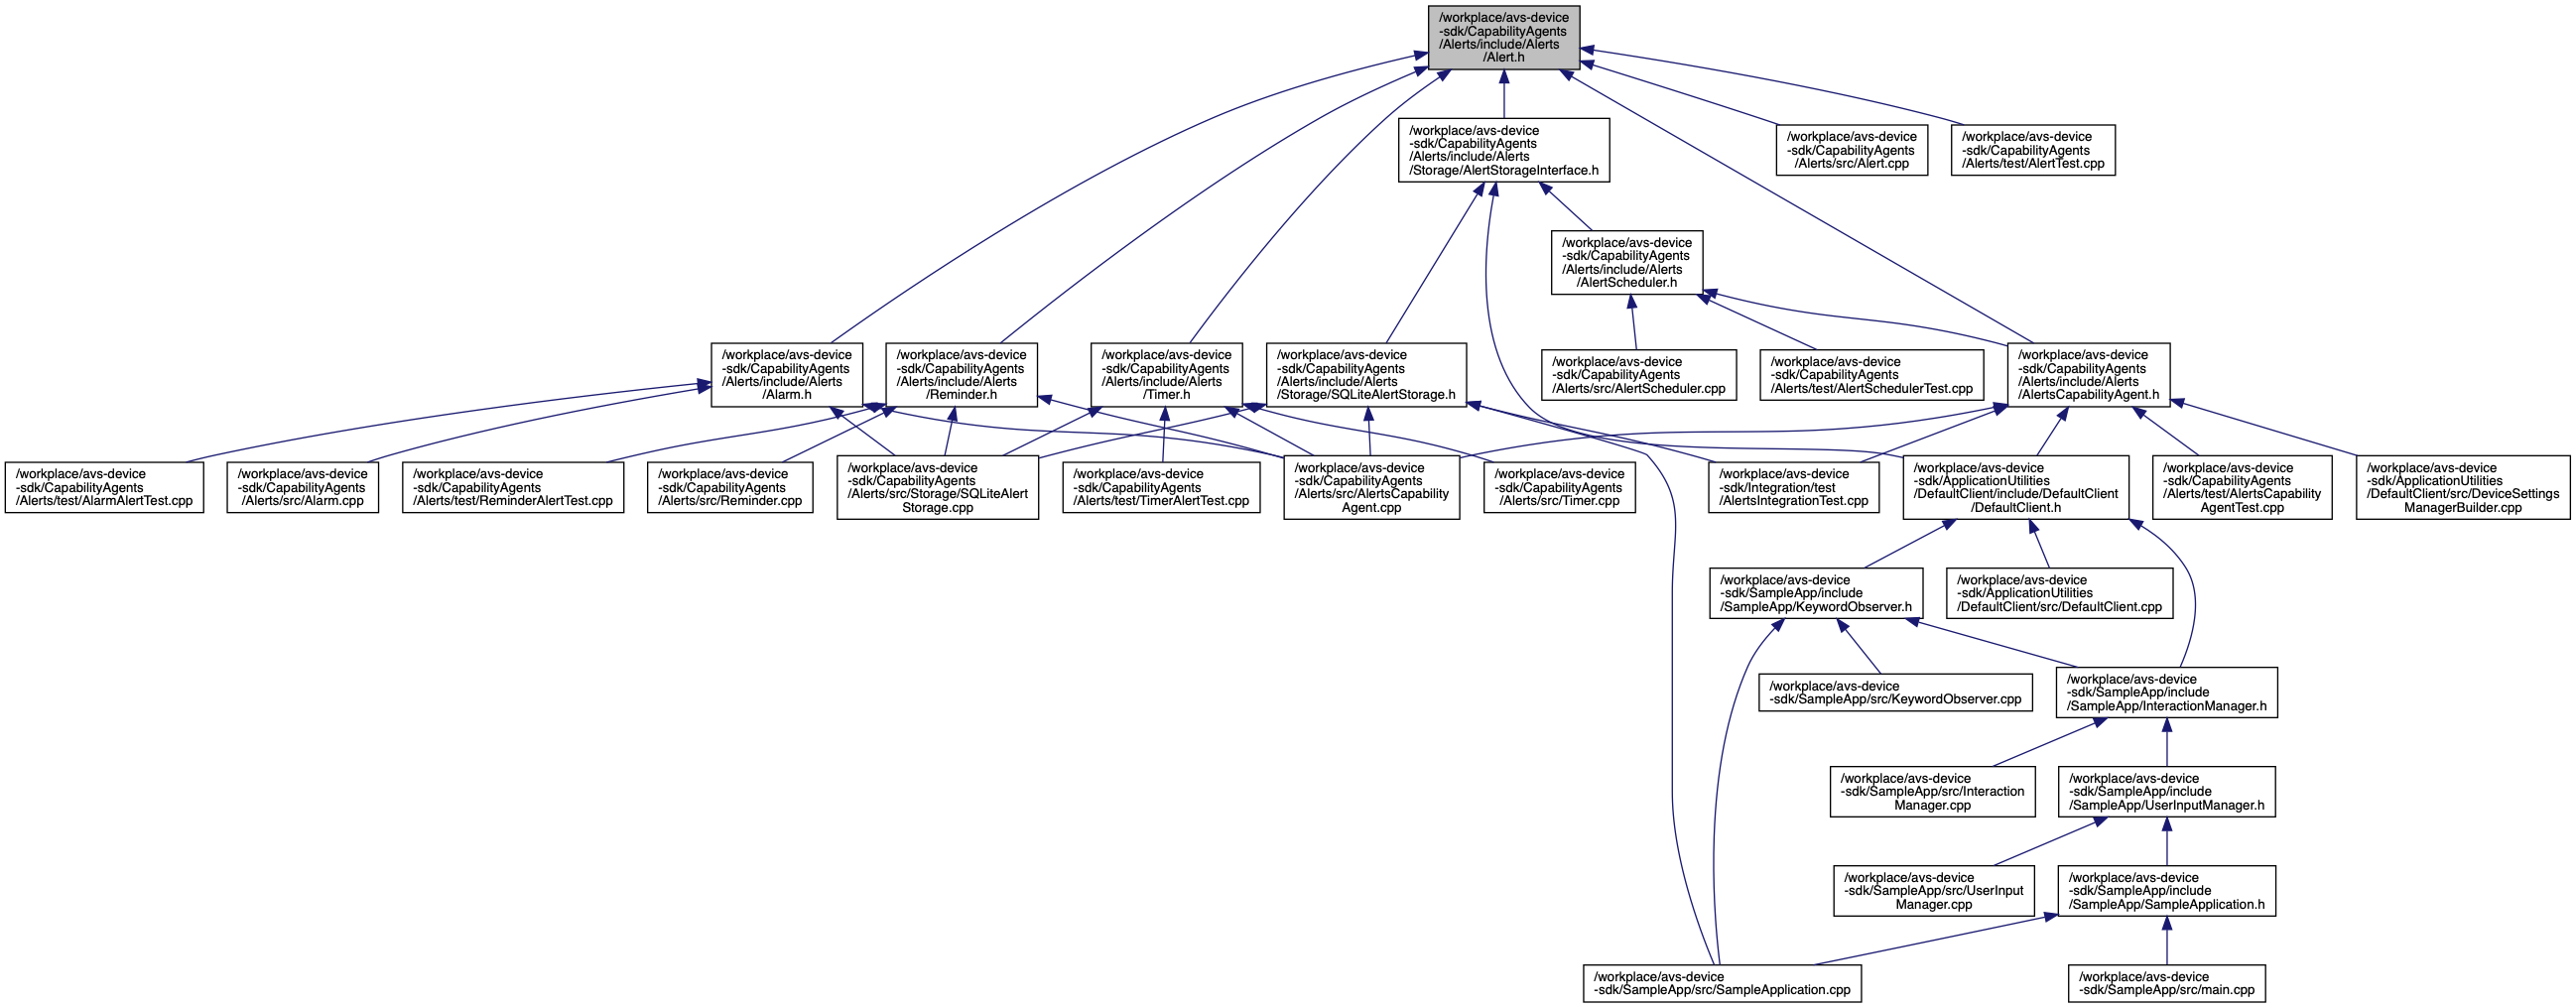 /workplace/avs-device
-sdk/CapabilityAgents
/Alerts/include/Alerts
/Alert.h
/workplace/avs-device
-sdk/CapabilityAgents
/Alerts/include/Alerts
/Storage/AlertStorageInterface.h
/workplace/avs-device
-sdk/CapabilityAgents
/Alerts/src/Alert.cpp
/workplace/avs-device
-sdk/CapabilityAgents
/Alerts/test/AlertTest.cpp
/workplace/avs-device
-sdk/CapabilityAgents
/Alerts/include/Alerts
/AlertScheduler.h
/workplace/avs-device
-sdk/CapabilityAgents
/Alerts/include/Alerts
/Alarm.h
/workplace/avs-device
-sdk/CapabilityAgents
/Alerts/include/Alerts
/Reminder.h
/workplace/avs-device
-sdk/CapabilityAgents
/Alerts/include/Alerts
/Timer.h
/workplace/avs-device
-sdk/CapabilityAgents
/Alerts/include/Alerts
/Storage/SQLiteAlertStorage.h
/workplace/avs-device
-sdk/CapabilityAgents
/Alerts/src/AlertScheduler.cpp
/workplace/avs-device
-sdk/CapabilityAgents
/Alerts/test/AlertSchedulerTest.cpp
/workplace/avs-device
-sdk/CapabilityAgents
/Alerts/include/Alerts
/AlertsCapabilityAgent.h
/workplace/avs-device
-sdk/CapabilityAgents
/Alerts/test/AlarmAlertTest.cpp
/workplace/avs-device
-sdk/CapabilityAgents
/Alerts/src/Alarm.cpp
/workplace/avs-device
-sdk/CapabilityAgents
/Alerts/test/ReminderAlertTest.cpp
/workplace/avs-device
-sdk/CapabilityAgents
/Alerts/src/Reminder.cpp
/workplace/avs-device
-sdk/CapabilityAgents
/Alerts/src/Storage/SQLiteAlert
Storage.cpp
/workplace/avs-device
-sdk/CapabilityAgents
/Alerts/test/TimerAlertTest.cpp
/workplace/avs-device
-sdk/CapabilityAgents
/Alerts/src/AlertsCapability
Agent.cpp
/workplace/avs-device
-sdk/CapabilityAgents
/Alerts/src/Timer.cpp
/workplace/avs-device
-sdk/Integration/test
/AlertsIntegrationTest.cpp
/workplace/avs-device
-sdk/ApplicationUtilities
/DefaultClient/include/DefaultClient
/DefaultClient.h
/workplace/avs-device
-sdk/CapabilityAgents
/Alerts/test/AlertsCapability
AgentTest.cpp
/workplace/avs-device
-sdk/ApplicationUtilities
/DefaultClient/src/DeviceSettings
ManagerBuilder.cpp
/workplace/avs-device
-sdk/SampleApp/include
/SampleApp/KeywordObserver.h
/workplace/avs-device
-sdk/ApplicationUtilities
/DefaultClient/src/DefaultClient.cpp
/workplace/avs-device
-sdk/SampleApp/src/KeywordObserver.cpp
/workplace/avs-device
-sdk/SampleApp/include
/SampleApp/InteractionManager.h
/workplace/avs-device
-sdk/SampleApp/src/Interaction
Manager.cpp
/workplace/avs-device
-sdk/SampleApp/include
/SampleApp/UserInputManager.h
/workplace/avs-device
-sdk/SampleApp/src/UserInput
Manager.cpp
/workplace/avs-device
-sdk/SampleApp/include
/SampleApp/SampleApplication.h
/workplace/avs-device
-sdk/SampleApp/src/SampleApplication.cpp
/workplace/avs-device
-sdk/SampleApp/src/main.cpp